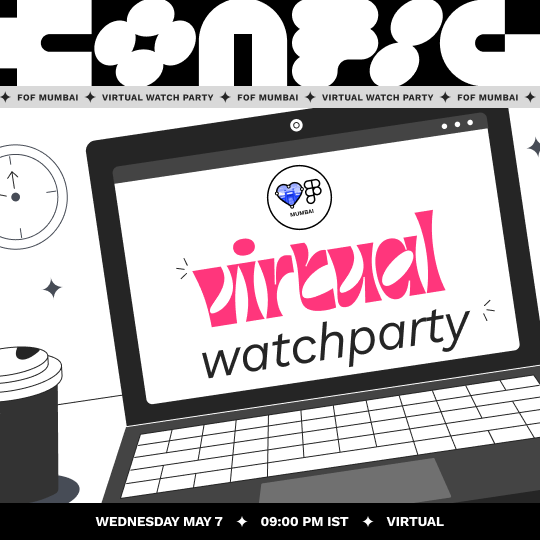 CONFIG
FOF MUMBAI ✦ VIRTUAL WATCH PARTY ✦ FOF MUMBAI ✦ VIRTUAL WATCH PARTY ✦ FOF MUMBAI
MUMBAI
virtual
watchparty
WEDNESDAY MAY 7 ✦ 09:00 PM IST ✦ VIRTUAL